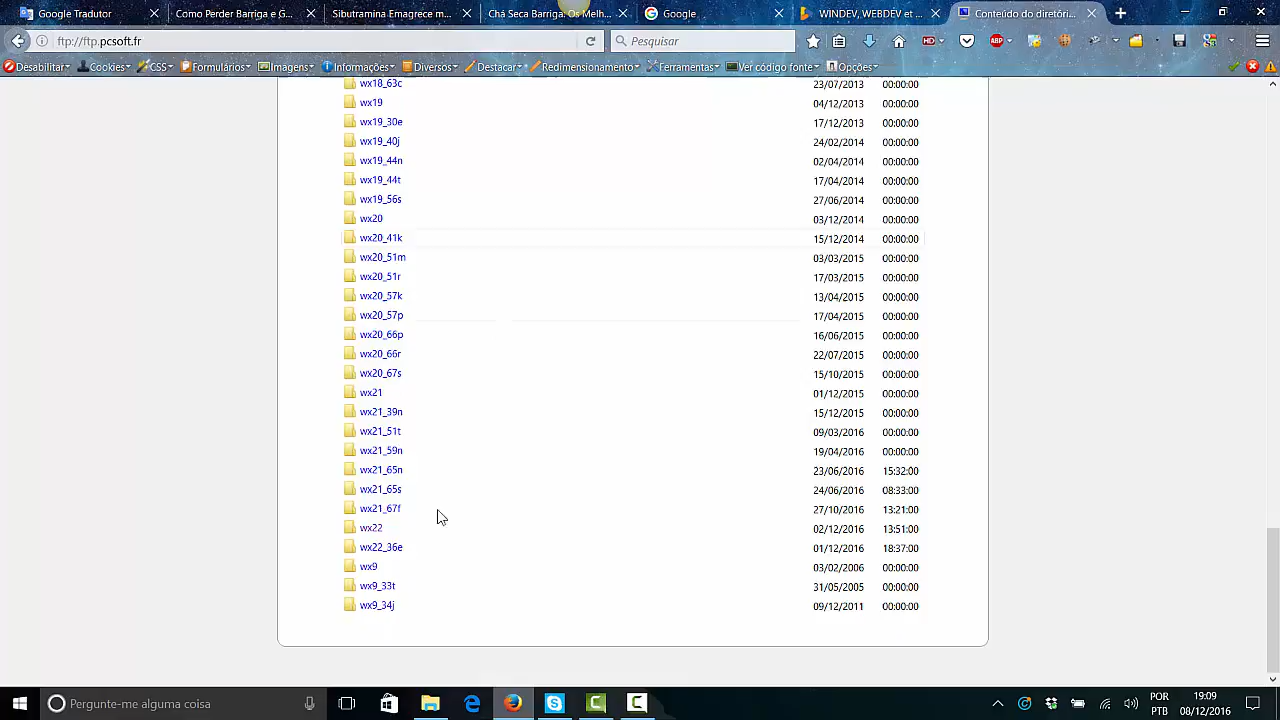 Google Tradutor
Como Perder Barriga e G...
Sibutramina Emagrece m...
Chá Seca Barriga: Os Melh...
Google
WINDEV, WEBDEV et ...
Conteúdo do diretóri...
ftp://ftp.pcsoft.fr
Pesquisar
HD
ABP
Desabilitar
Cookies
CSS
Formulários
Imagens
Informações
Diversos
Destacar
Redimensionamento
Ferramentas
Ver código fonte
Opções
wx18_63c 23/07/2013 00:00:00
wx19 04/12/2013 00:00:00
wx19_30e 17/12/2013 00:00:00
wx19_40j 24/02/2014 00:00:00
wx19_44n 02/04/2014 00:00:00
wx19_44t 17/04/2014 00:00:00
wx19_56s 27/06/2014 00:00:00
wx20 03/12/2014 00:00:00
wx20_41k 15/12/2014 00:00:00
wx20_51m 03/03/2015 00:00:00
wx20_51r 17/03/2015 00:00:00
wx20_57k 13/04/2015 00:00:00
wx20_57p 17/04/2015 00:00:00
wx20_66p 16/06/2015 00:00:00
wx20_66r 22/07/2015 00:00:00
wx20_67s 15/10/2015 00:00:00
wx21 01/12/2015 00:00:00
wx21_39n 15/12/2015 00:00:00
wx21_51t 09/03/2016 00:00:00
wx21_59n 19/04/2016 00:00:00
wx21_65n 23/06/2016 15:32:00
wx21_65s 24/06/2016 08:33:00
wx21_67f 27/10/2016 13:21:00
wx22 02/12/2016 13:51:00
wx22_36e 01/12/2016 18:37:00
wx9 03/02/2006 00:00:00
wx9_33t 31/05/2005 00:00:00
wx9_34j 09/12/2011 00:00:00
Pergunte-me alguma coisa
POR
PTB
19:09
08/12/2016